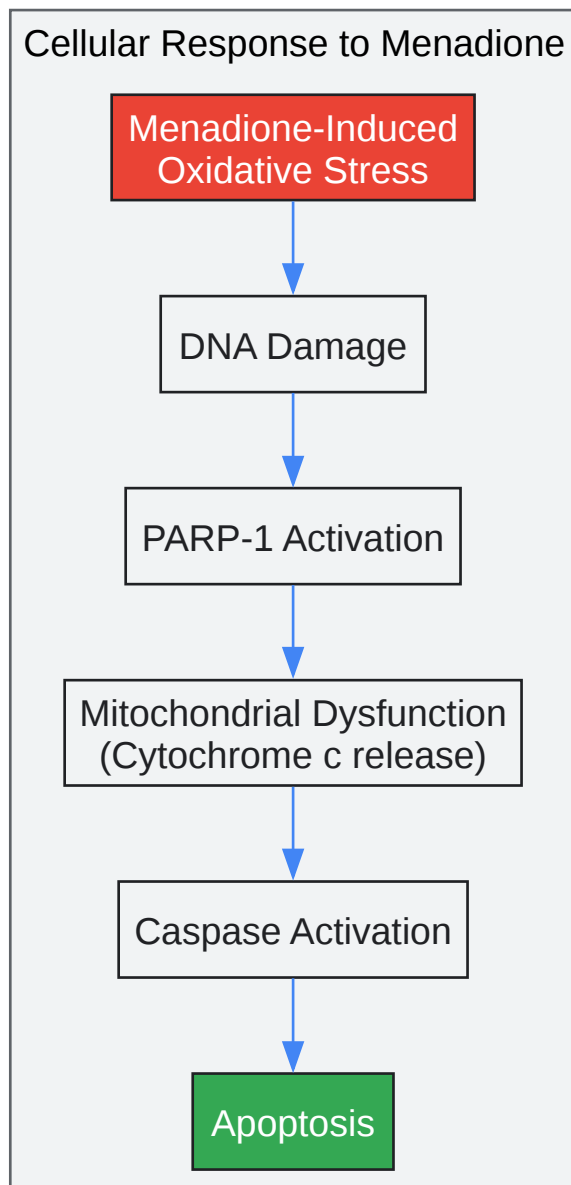 Cellular Response to Menadione
Menadione-Induced
Oxidative Stress
DNA Damage
PARP-1 Activation
Mitochondrial Dysfunction
(Cytochrome c release)
Caspase Activation
Apoptosis